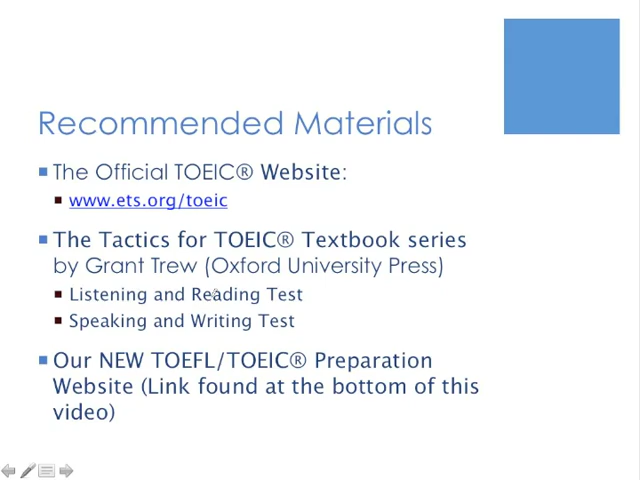 Recommended Materials
The Official TOEIC® Website:
www.ets.org/toeic
The Tactics for TOEIC® Textbook series
by Grant Trew (Oxford University Press)
Listening and Reading Test
Speaking and Writing Test
Our NEW TOEFL/TOEIC® Preparation
Website (Link found at the bottom of this
video)